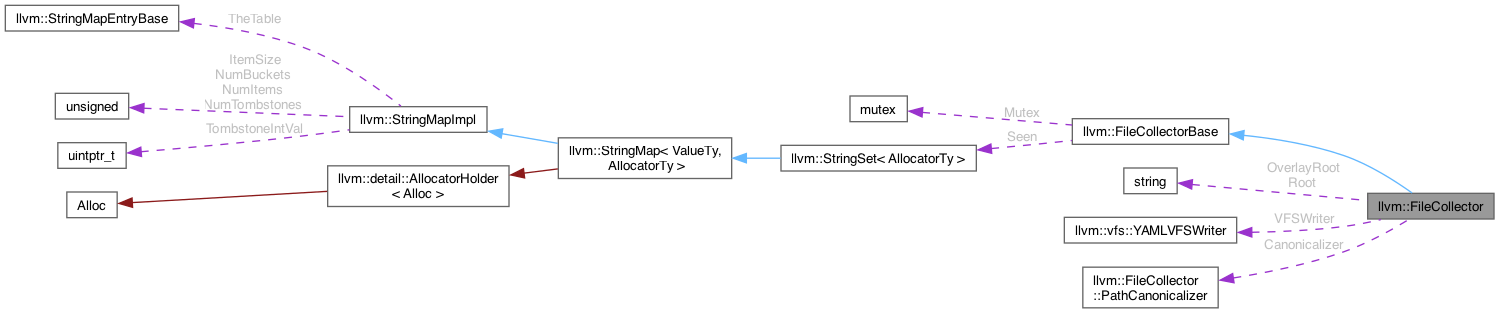 llvm::StringMapEntryBase
TheTable
ItemSize
NumBuckets
NumItems
NumTombstones
unsigned
llvm::StringMapImpl
TombstoneIntVal
uintptr_t
llvm::StringMap< ValueTy,
AllocatorTy >
llvm::detail::AllocatorHolder
< Alloc >
Alloc
llvm::StringSet< AllocatorTy >
mutex
Mutex
Seen
llvm::FileCollectorBase
string
OverlayRoot
Root
llvm::FileCollector
llvm::vfs::YAMLVFSWriter
VFSWriter
Canonicalizer
llvm::FileCollector
::PathCanonicalizer